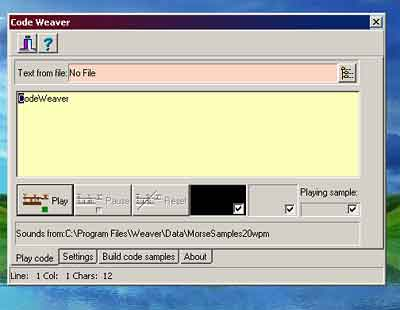 Code Weaver
Text from file: No File
CodeWeaver
Play Pause Reset Playing sample:
Sounds from:C:\Program Files\Weaver\Data\MorseSamples20wpm
Play code Settings Build code samples About
Line: 1 Col: 1 Chars: 12